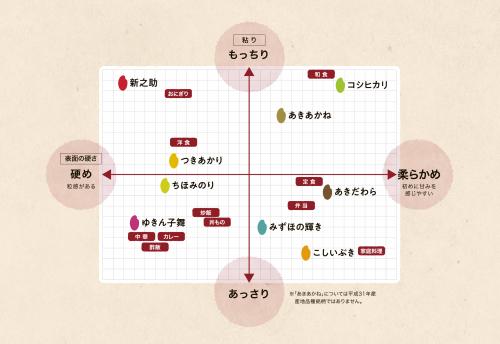 粘り
もっちり
和食
新之助
コシヒカリ
おにぎり
あきあかね
洋食
表面の硬さ
つきあかり
硬め
柔らかめ
粒感がある
ちほみのり
定食
初めに甘みを
感じやすい
あきだわら
弁当
炒飯
ゆきん子舞
丼もの
みずほの輝き
中華
カレー
酢飯
こしいぶき
家庭料理
あっさり
※「あきあかね」については平成31年産
産地品種銘柄ではありません。